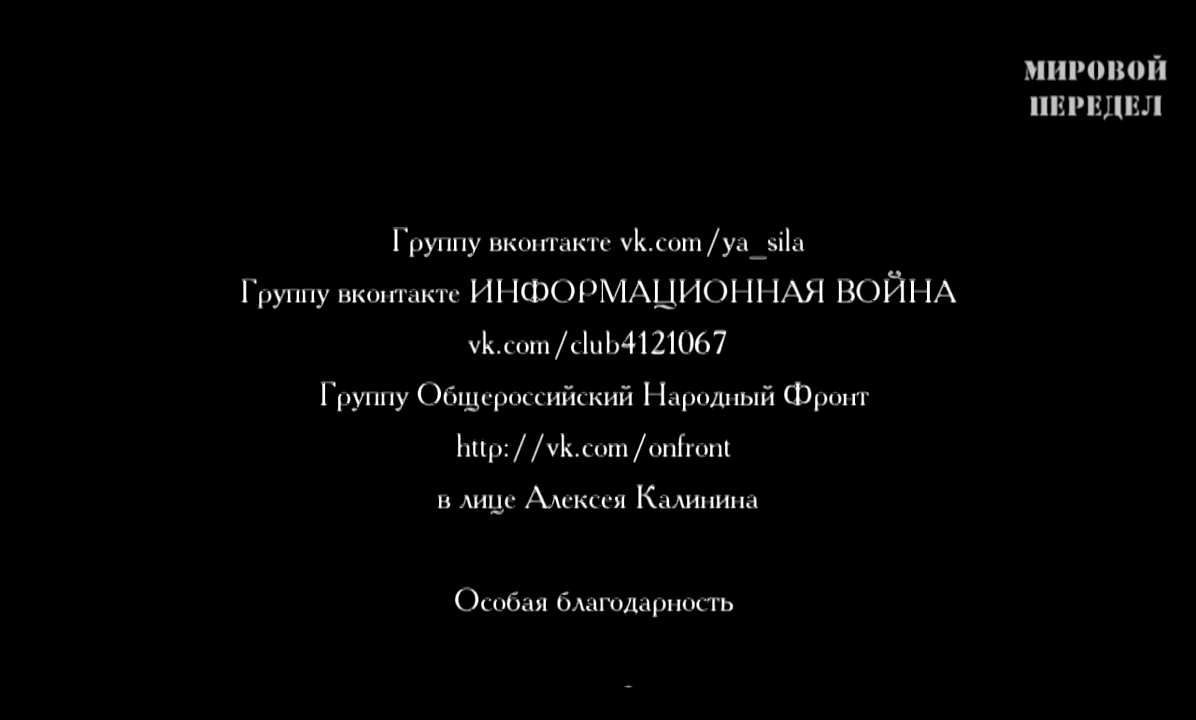 МИРОВОЙ
ПЕРЕДЕЛ
Группу вконтакте vk.com/ya_sila
Группу вконтакте ИНФОРМАЦИОННАЯ ВОЙНА
vk.com/club4121067
Группу Общероссийский Народный Фронт
http://vk.com/onfront
в лице Алексея Калинина
Особая благодарность